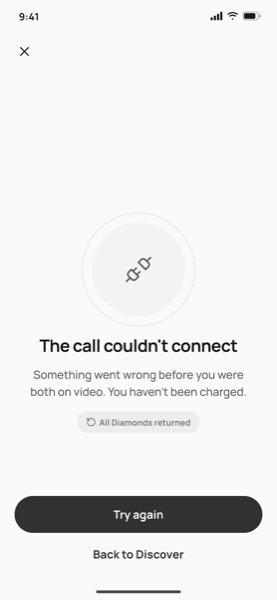 9:41
The call couldn't connect
Something went wrong before you were
both on video. You haven't been charged.
All Diamonds returned
Try again
Back to Discover